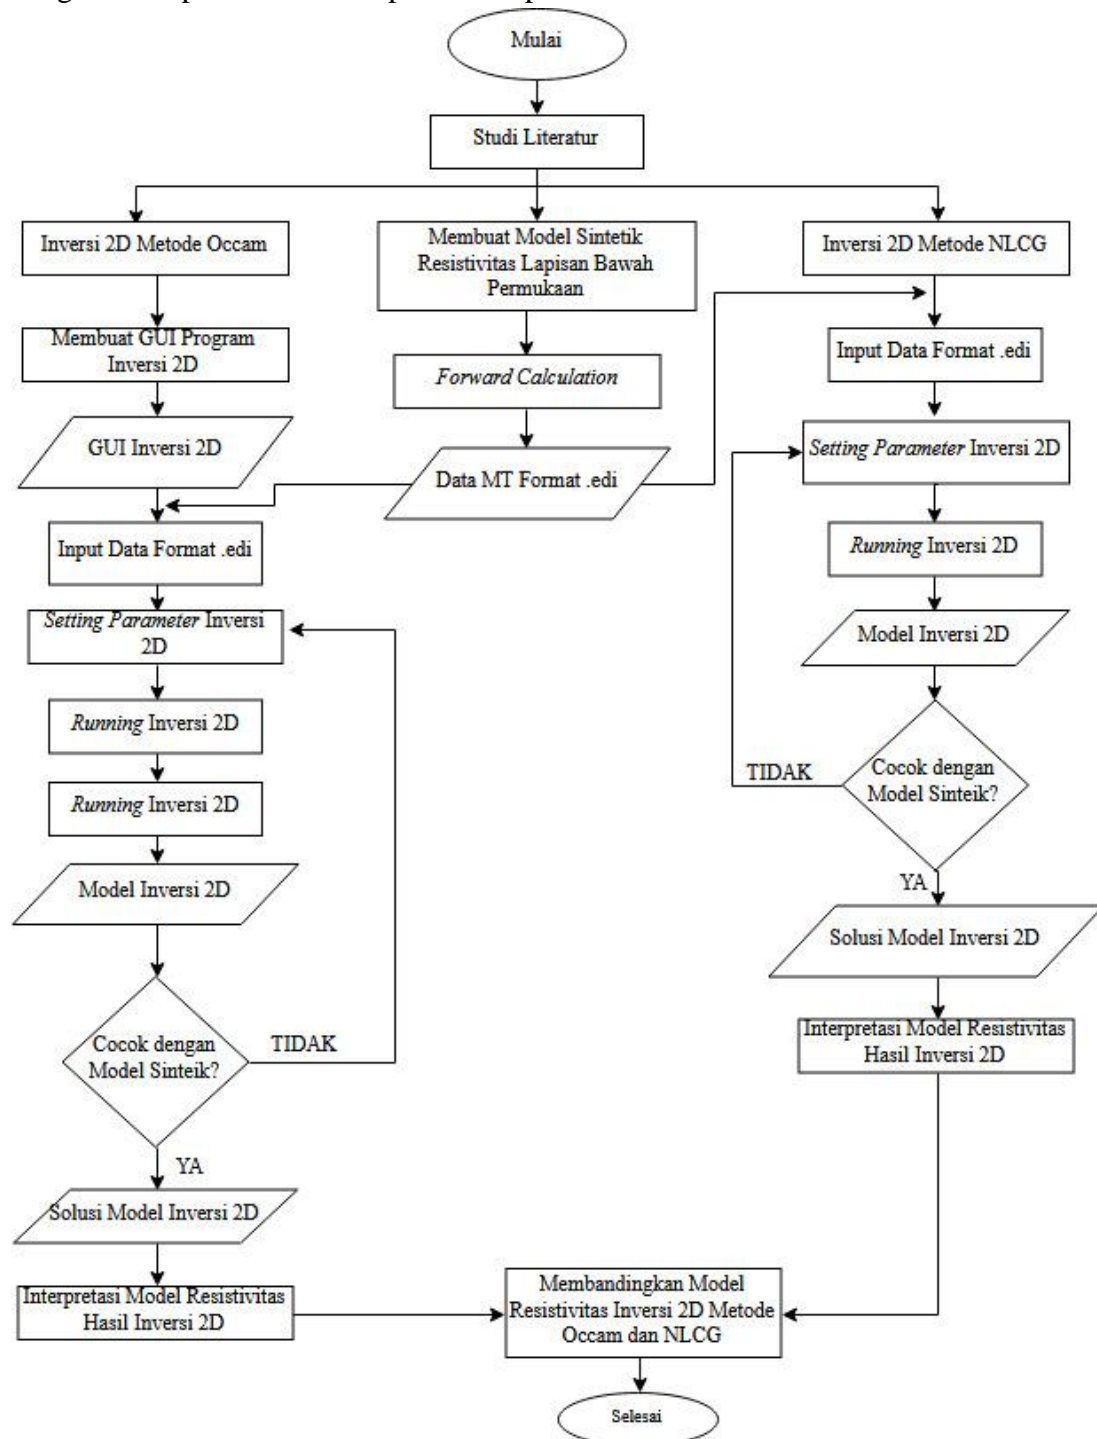 Mulai
Studi Literatur
Inversi 2D Metode Occam
Membuat Model Sintetik
Resistivitas Lapisan Bawah
Permukaan
Inversi 2D Metode NLCG
Membuat GUI Program
Inversi 2D
Forward Calculation
Input Data Format .edi
GUI Inversi 2D
Data MT Format .edi
Setting Parameter Inversi 2D
Input Data Format .edi
Running Inversi 2D
Setting Parameter Inversi
2D
Model Inversi 2D
Running Inversi 2D
TIDAK
Cocok dengan
Model Sinteik?
Running Inversi 2D
Model Inversi 2D
YA
Solusi Model Inversi 2D
Cocok dengan
Model Sinteik?
TIDAK
Interpretasi Model Resistivitas
Hasil Inversi 2D
YA
Solusi Model Inversi 2D
Interpretasi Model Resistivitas
Hasil Inversi 2D
Membandingkan Model
Resistivitas Inversi 2D Metode
Occam dan NLCG
Selesai